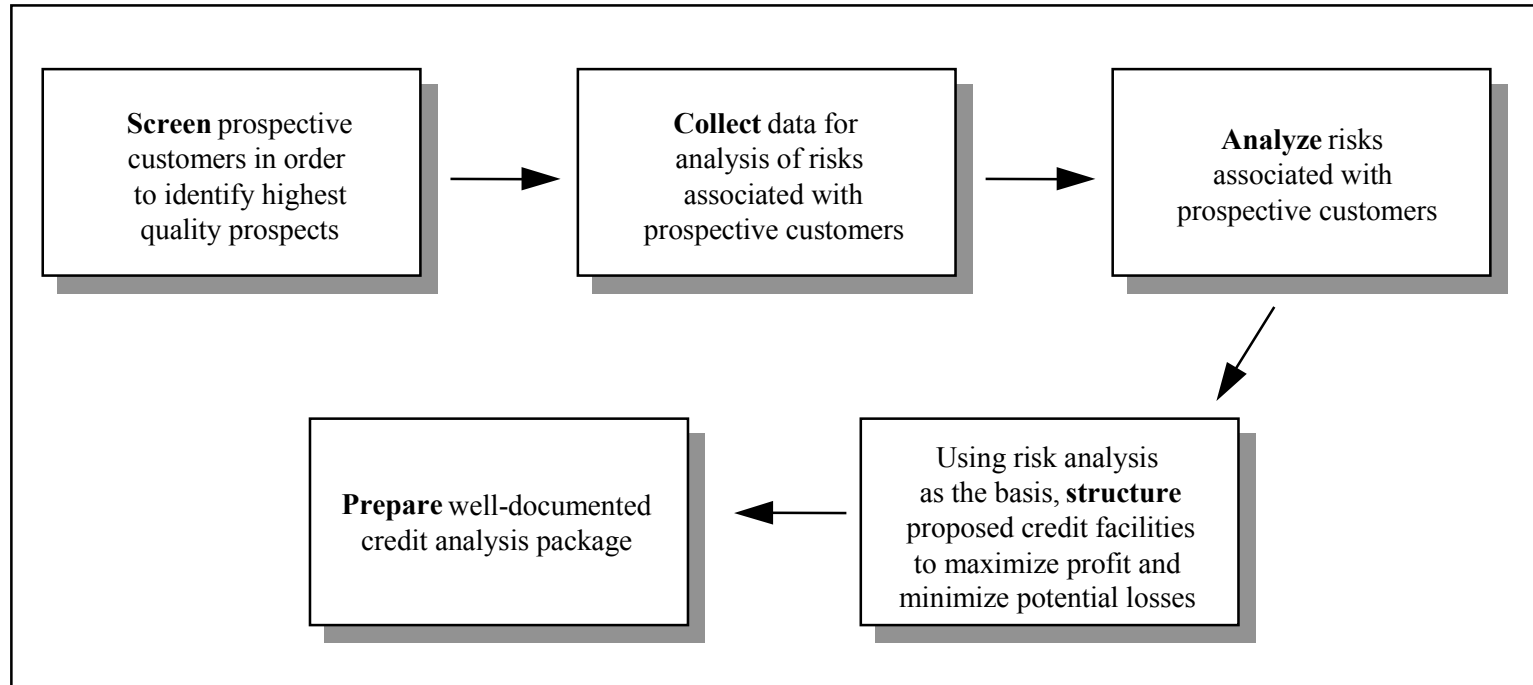 Screen prospective
customers in order
to identify highest
quality prospects
Collect data for
analysis of risks
associated with
prospective customers
Analyze risks
associated with
prospective customers
Using risk analysis
as the basis, structure
proposed credit facilities
to maximize profit and
minimize potential losses
Prepare well-documented
credit analysis package